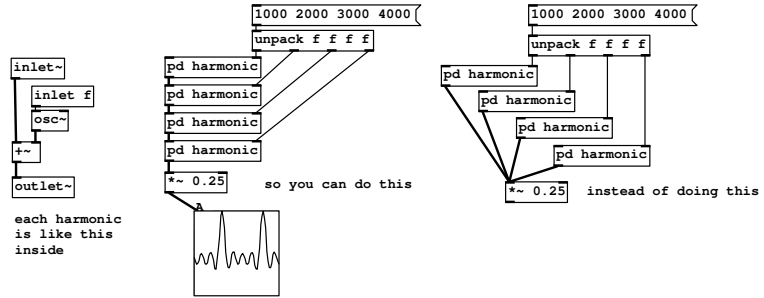 inlet~
inlet f
osc~
+~
outlet~
each harmonic
is like this
inside
1000 2000 3000 4000
unpack f f f f
pd harmonic
pd harmonic
pd harmonic
pd harmonic
*~ 0.25
so you can do this
A
1000 2000 3000 4000
unpack f f f f
pd harmonic
pd harmonic
pd harmonic
pd harmonic
*~ 0.25
instead of doing this